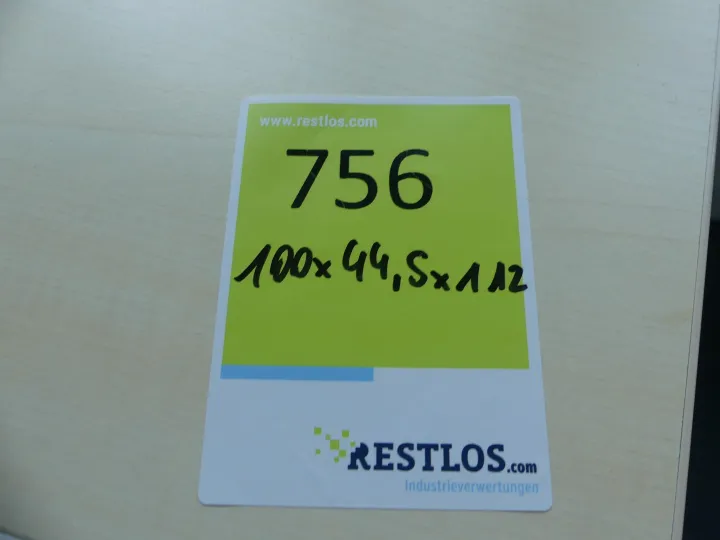 www.restlos.com
756
100x44,5x112
RESTLOS.com
Industrieverwertungen